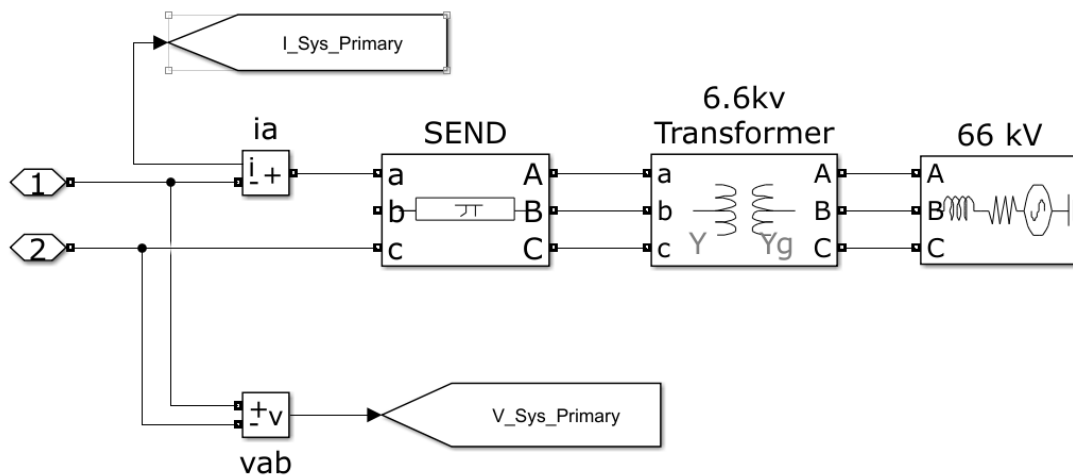 I_Sys_Primary
6.6kv
ia
SEND
Transformer
66 kV
i
- +
1
a
A
a
A
A
b
B
b
B
B
2
c
C
c
C
C
Y
Yg
+
v
-
V_Sys_Primary
vab